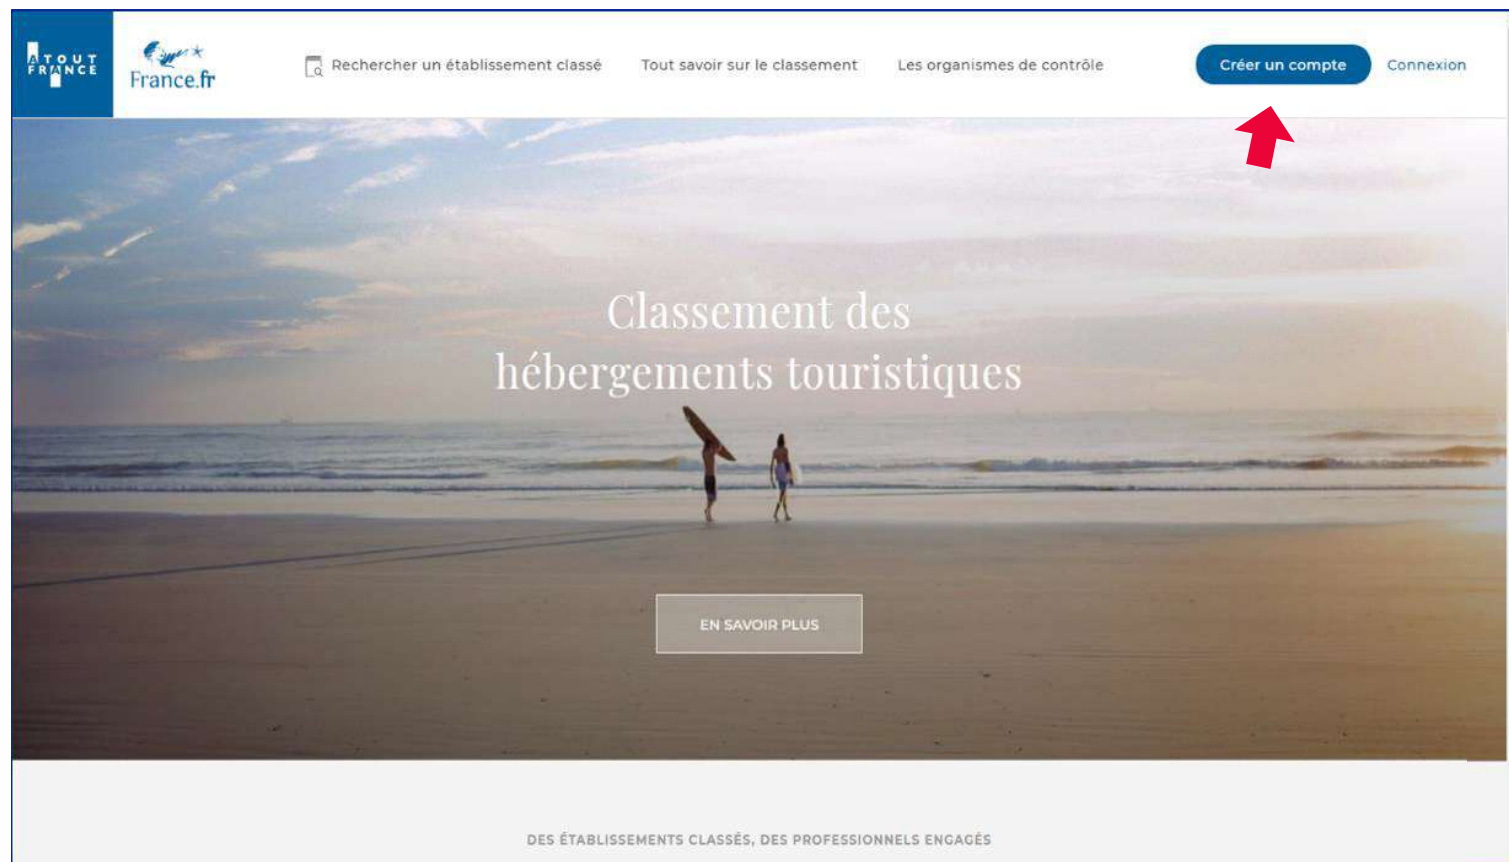 ATOUT
FRANCE
France.fr
Rechercher un établissement classé
Tout savoir sur le classement
Les organismes de contrôle
Créer un compte
Connexion
Classement des
hébergements touristiques
EN SAVOIR PLUS
DES ÉTABLISSEMENTS CLASSÉS, DES PROFESSIONNELS ENGAGÉS